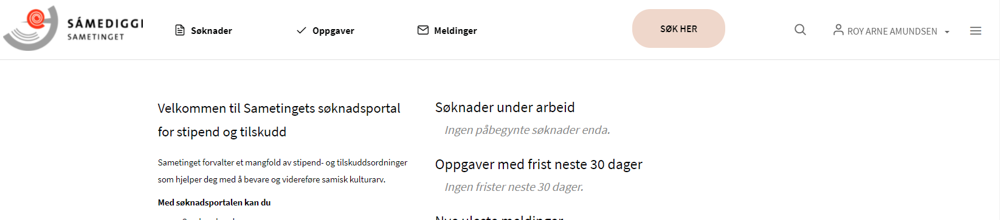 SÁMEDIGGI
SAMETINGET
Søknader
Oppgaver
Meldinger
SØK HER
ROY ARNE AMUNDSEN
Velkommen til Sametingets søknadsportal
for stipend og tilskudd
Sametinget forvalter et mangfold av stipend- og tilskuddsordninger
som hjelper deg med å bevare og videreføre samisk kulturarv.
Med søknadsportalen kan du
Søknader under arbeid
Ingen påbegynte søknader enda.
Oppgaver med frist neste 30 dager
Ingen frister neste 30 dager.
Nye uleste meldinger